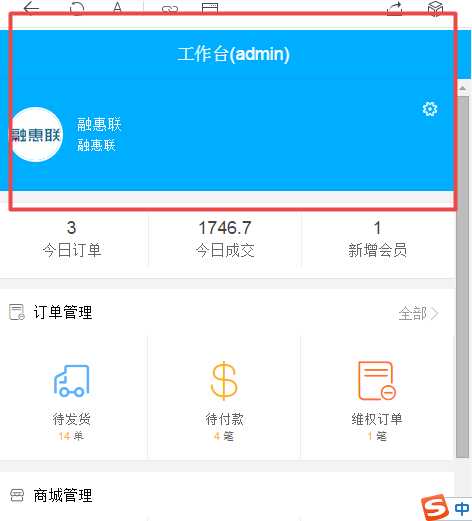 工作台(admin)
融惠联
融惠联
融惠联
3
1746.7
1
今日订单
今日成交
新增会员
订单管理
全部
待发货
待付款
维权订单
14 单
4 笔
1 笔
商城管理
S 中